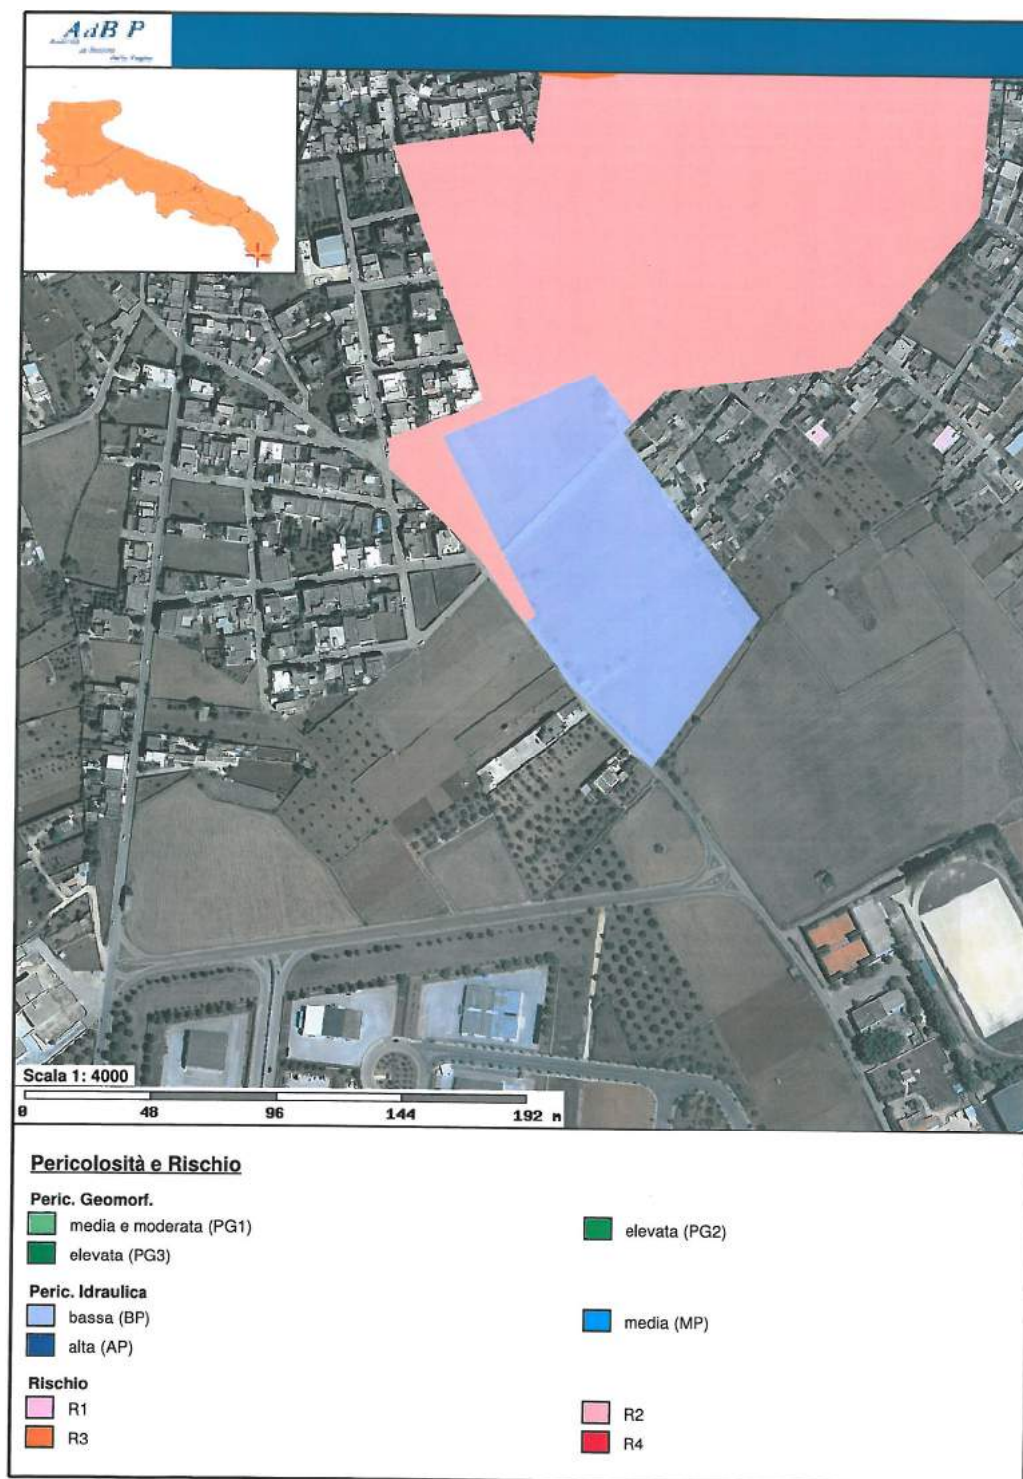 AdB P
Scala 1: 4000
0 48 96 144 192 m
Pericolosità e Rischio
Peric. Geomorf.
media e moderata (PG1)
elevata (PG2)
elevata (PG3)
Peric. Idraulica
bassa (BP)
media (MP)
alta (AP)
Rischio
R1
R2
R3
R4